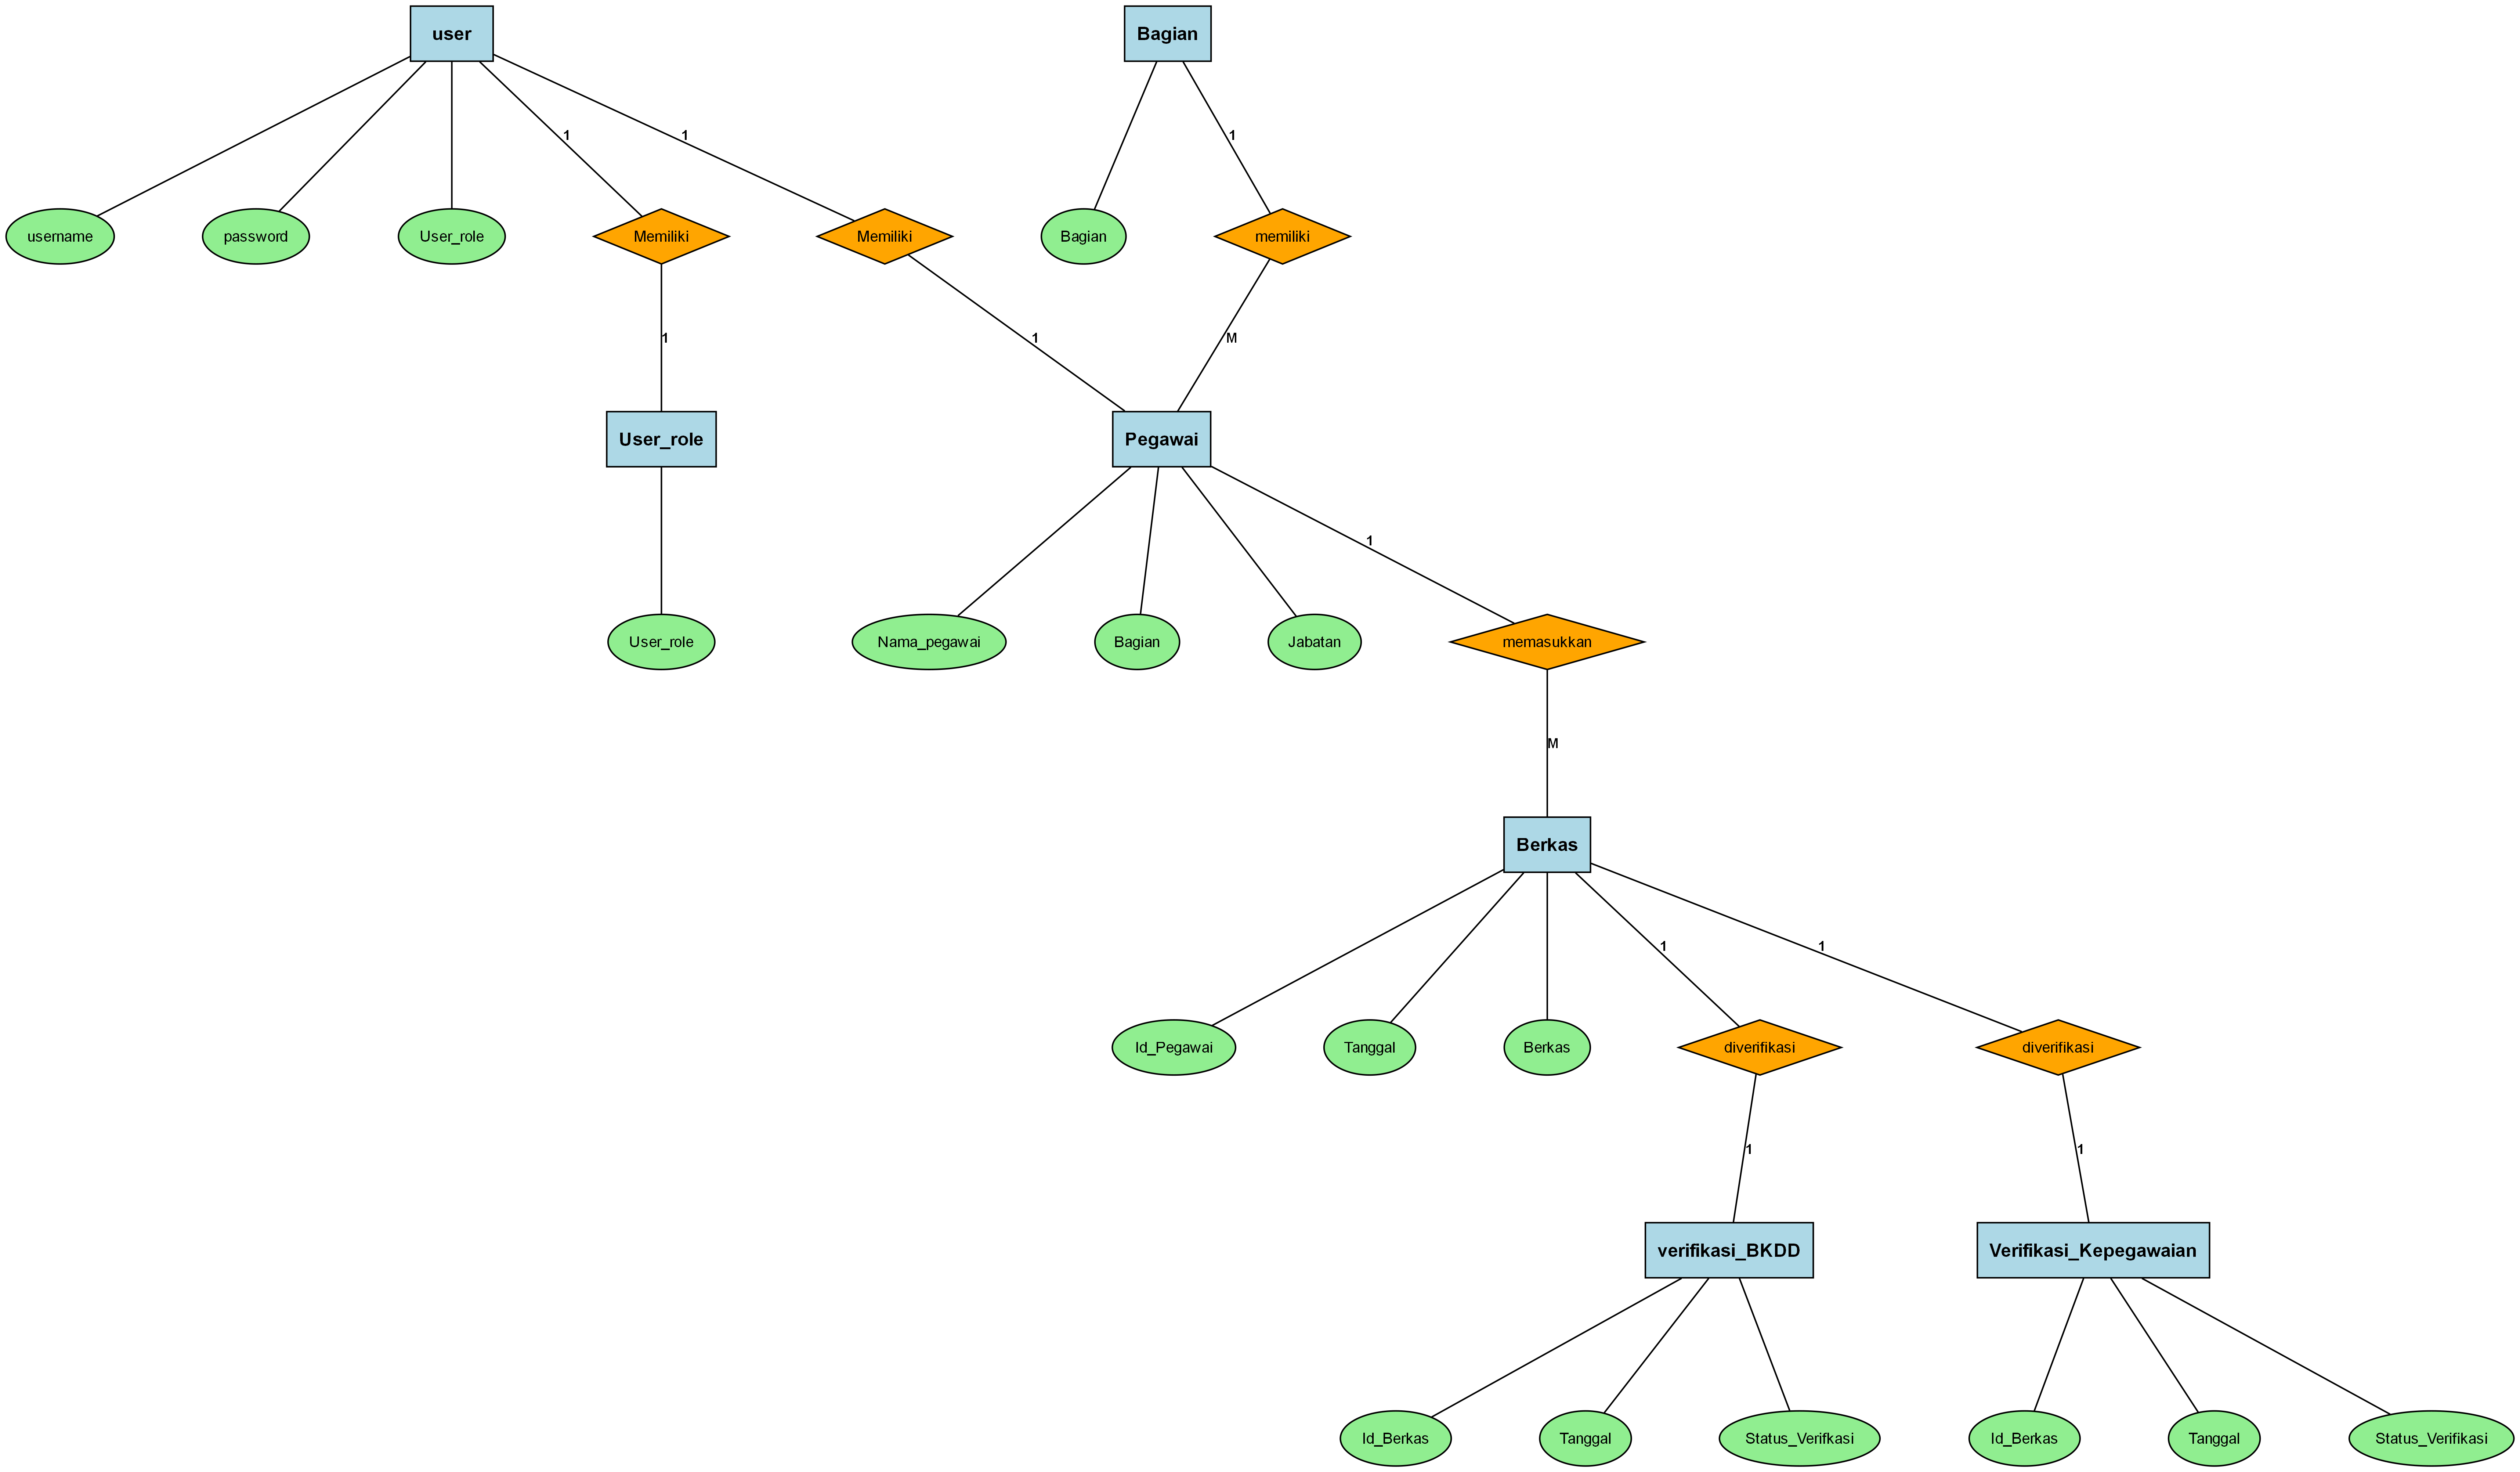 user
Bagian
1
1
1
username
password
User_role
Memiliki
Memiliki
Bagian
memiliki
1
1
M
User_role
Pegawai
1
User_role
Nama_pegawai
Bagian
Jabatan
memasukkan
M
Berkas
1
1
Id_Pegawai
Tanggal
Berkas
diverifikasi
diverifikasi
1
1
verifikasi_BKDD
Verifikasi_Kepegawaian
Id_Berkas
Tanggal
Status_Verifkasi
Id_Berkas
Tanggal
Status_Verifikasi